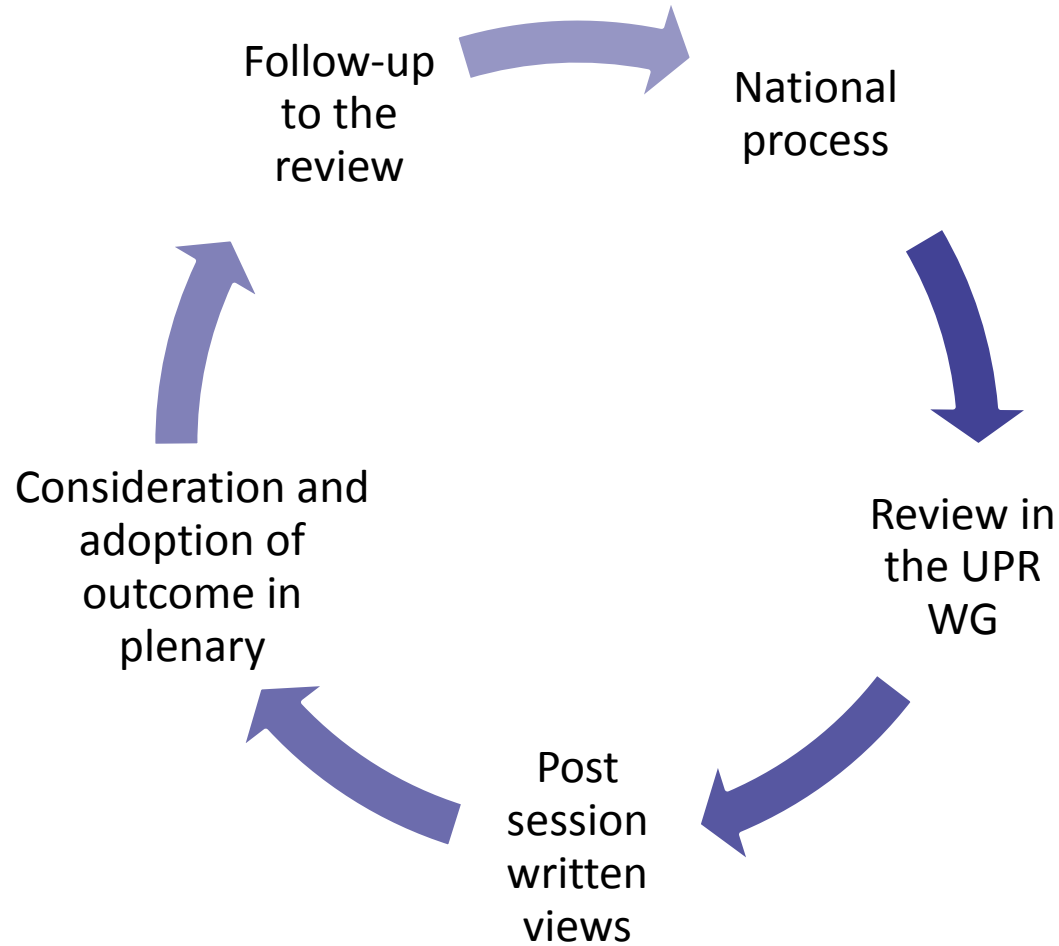 Follow-up
to the
review
National
process
Review in
the UPR
WG
Post
session
written
views
Consideration and
adoption of
outcome in
plenary